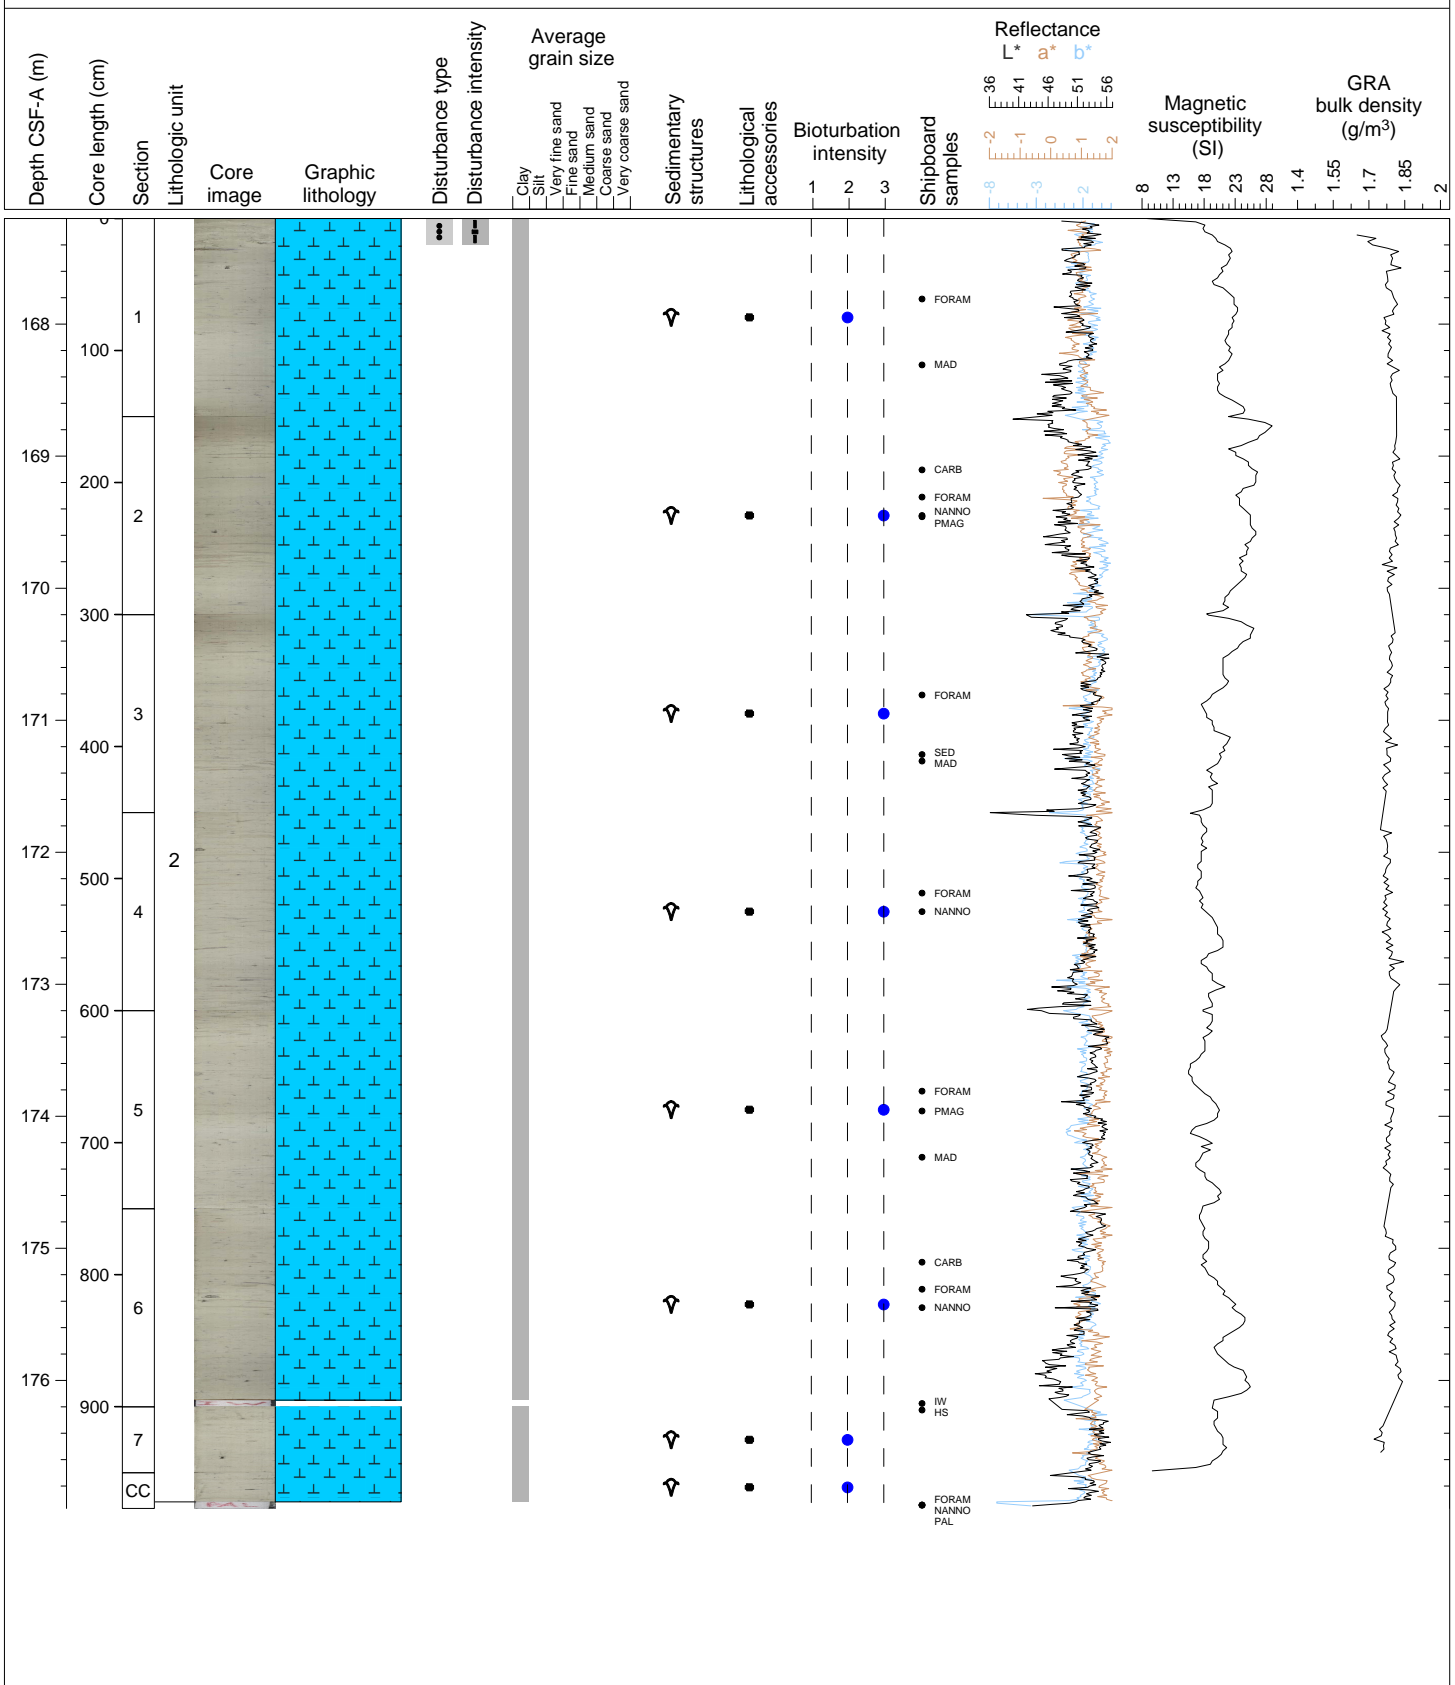 Depth CSF-A (m)
Core length (cm)
Section
Lithologic unit
Core
image
Graphic
lithology
Disturbance type
Disturbance intensity
Average
grain size
Clay
Silt
Very fine sand
Fine sand
Medium sand
Coarse sand
Very coarse sand
Sedimentary
structures
Lithological
accessories
Bioturbation
intensity
1 2 3
Shipboard
samples
Reflectance
L* a* b*
36 41 46 51 56
-2 -1 0 1 2
-8 -3 2
Magnetic
susceptibility
(SI)
8 13 18 23 28
GRA
bulk density
(g/m³)
1.4 1.55 1.7 1.85 2
0
FORAM
168
1
100
MAD
169
CARB
200
FORAM
2
NANNO
PMAG
170
300
FORAM
171
3
400
SED
MAD
172
2
500
FORAM
4
NANNO
173
600
FORAM
174
5
PMAG
700
MAD
175
CARB
800
FORAM
6
NANNO
176
IW
900
IW
HS
7
CC
PAL
FORAM
NANNO
PAL